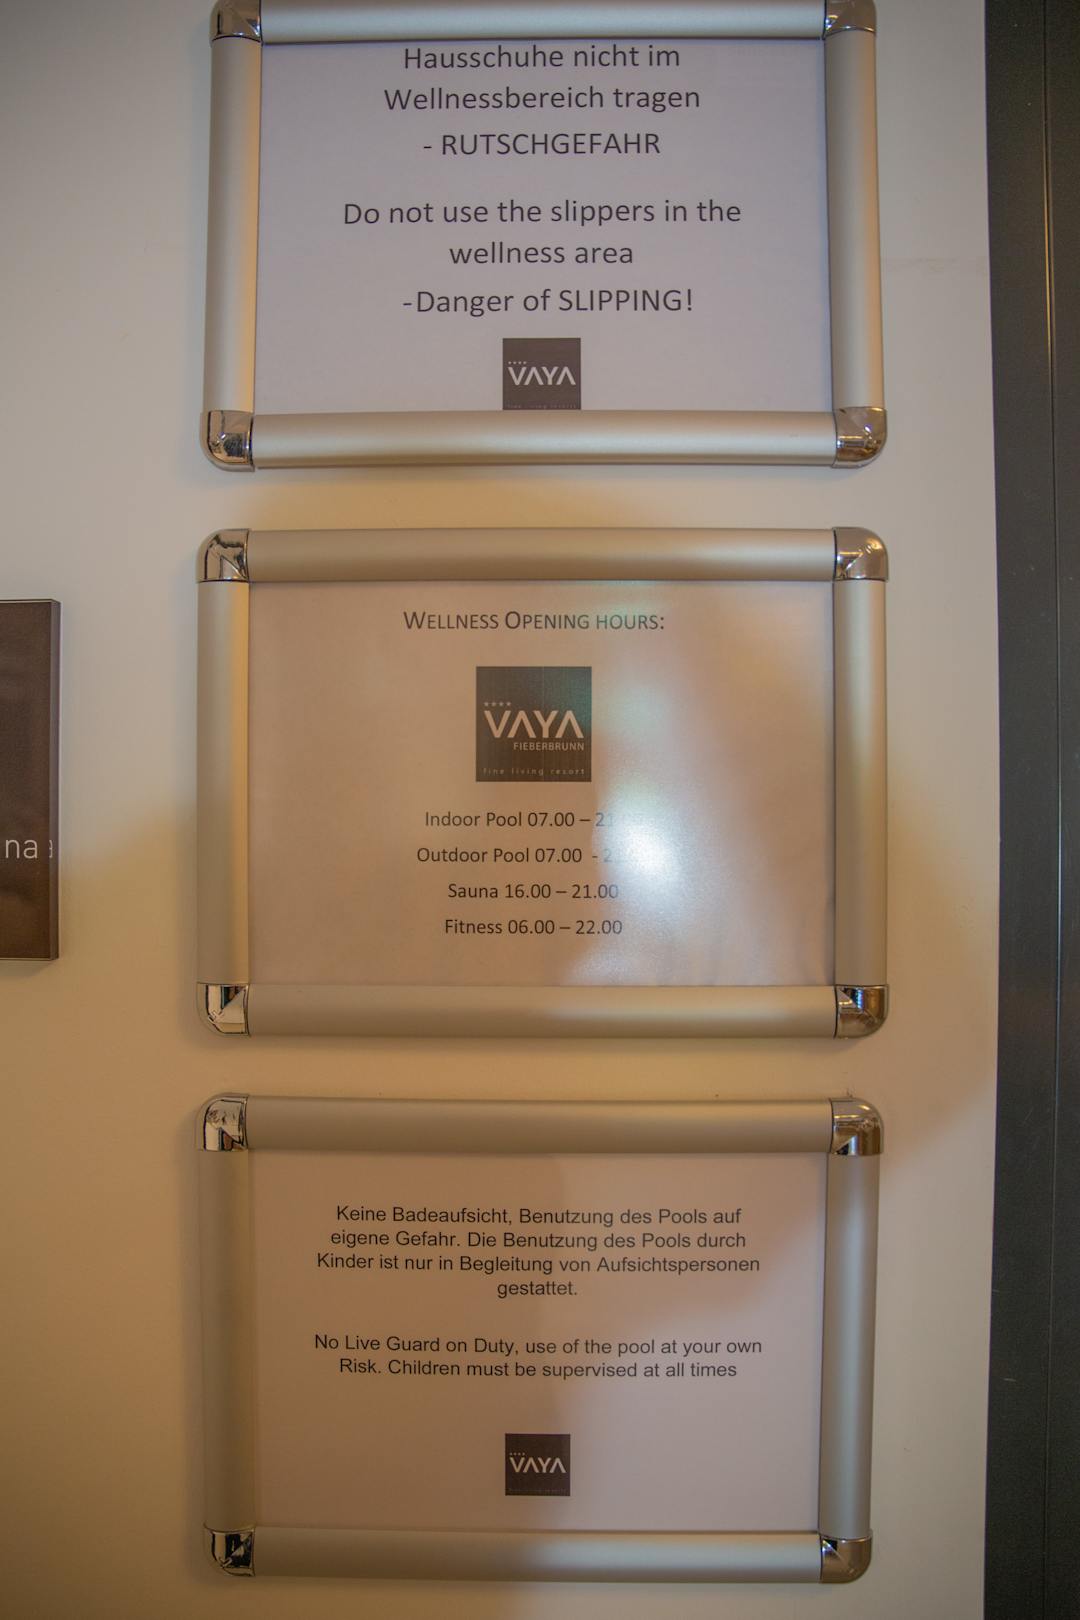 Hausschuhe nicht im
Wellnessbereich tragen
- RUTSCHGEFAHR
Do not use the slippers in the
wellness area
-Danger of SLIPPING!
VAYA
WELLNESS OPENING HOURS:
VAYA
FIEBERBRUNN
fine living resort
Indoor Pool 07.00 –
Outdoor Pool 07.00 -
Sauna 16.00 – 21.00
Fitness 06.00 – 22.00
Keine Badeaufsicht, Benutzung des Pools auf
eigene Gefahr. Die Benutzung des Pools durch
Kinder ist nur in Begleitung von Aufsichtspersonen
gestattet.
No Live Guard on Duty, use of the pool at your own
Risk. Children must be supervised at all times
VAYA